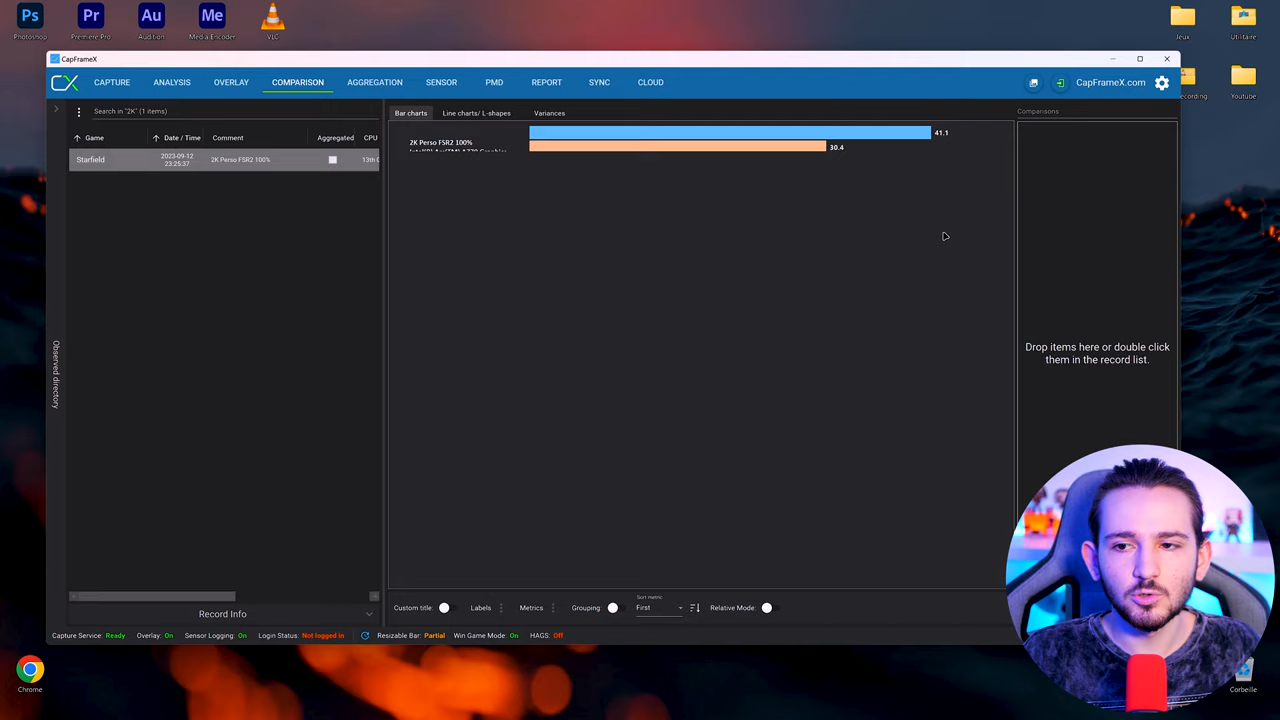 Photoshop
Premiere Pro
Audition
Media Encoder
VLC
Jeux
Utilitaire
CapFrameX
CX
CAPTURE
ANALYSIS
OVERLAY
COMPARISON
AGGREGATION
SENSOR
PMD
REPORT
SYNC
CLOUD
CapFrameX.com
Youtube
Search in "2K" (1 items)
Bar charts
Line charts/ L-shapes
Variances
Comparisons
Game
Date / Time
Comment
Aggregated
CPU
Starfield
2023-09-12
23:25:37
2K Perso FSR2 100%
13th
2K Perso FSR2 100%
41.1
30.4
Drop items here or double click
them in the record list.
Observed directory
Record Info
Custom title:
Labels
Metrics
Grouping:
Sort metric
First
Relative Mode:
Capture Service: Ready
Overlay: On
Sensor Logging: On
Login Status: Not logged in
Resizable Bar: Partial
Win Game Mode: On
HAGS: Off
Chrome
Corbeille